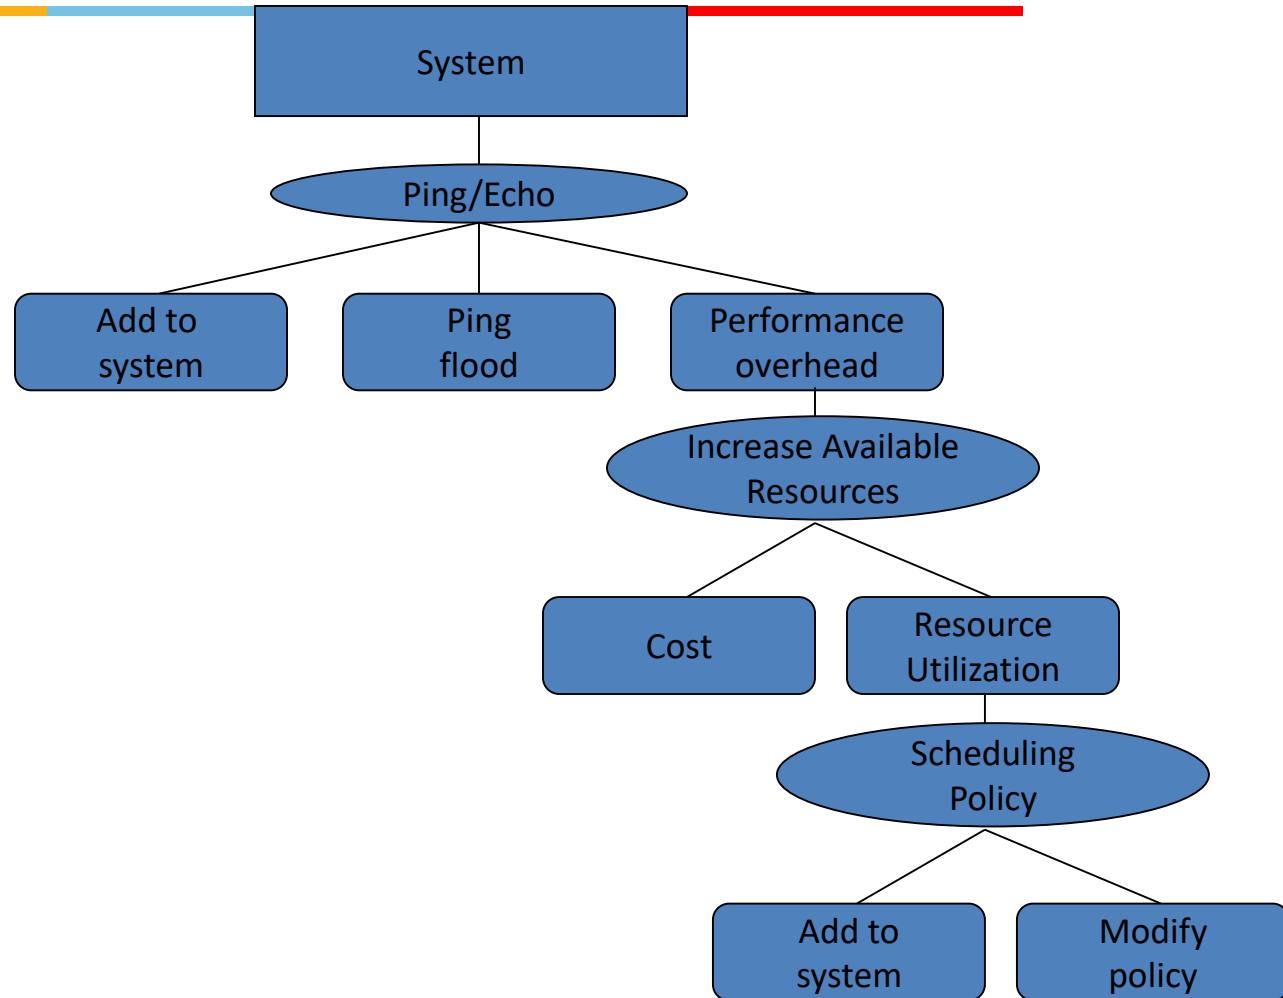 System
Ping/Echo
Add to
system
Ping
flood
Performance
overhead
Increase Available
Resources
Cost
Resource
Utilization
Scheduling
Policy
Add to
system
Modify
policy